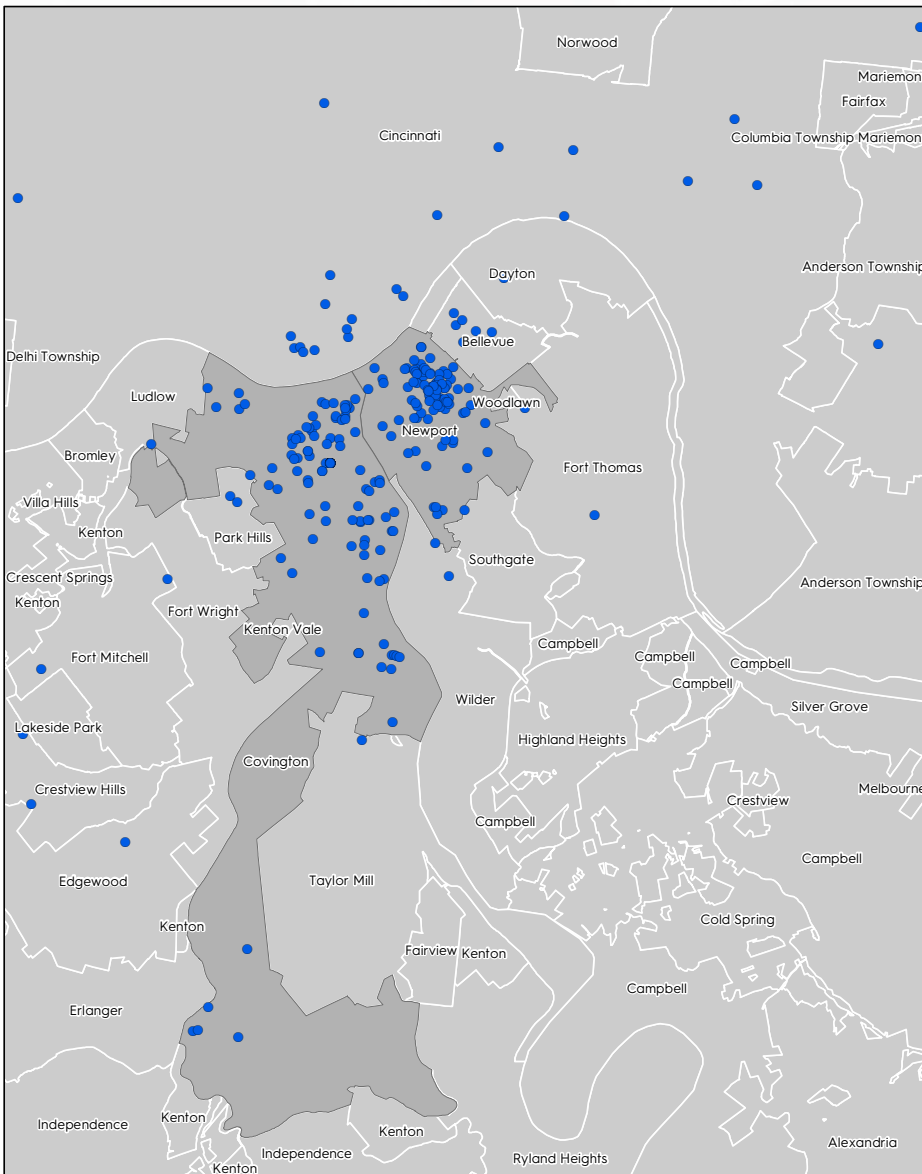 Norwood
Mariemon
Fairfax
Cincinnati
Columbia Township Mariemon
Anderson Township
Dayton
Bellevue
Delhi Township
Ludlow
Woodlawn
Newport
Bromley
Fort Thomas
Villa Hills
Kenton
Park Hills
Southgate
Crescent Springs
Anderson Township
Kenton
Fort Wright
Kenton Vale
Campbell
Fort Mitchell
Campbell
Campbell
Campbell
Wilder
Silver Grove
Lakeside Park
Highland Heights
Covington
Crestview Hills
Melbourne
Crestview
Campbell
Campbell
Edgewood
Taylor Mill
Cold Spring
Kenton
Fairview
Kenton
Campbell
Erlanger
Kenton
Independence
Kenton
Alexandria
Independence
Ryland Heights
Kenton